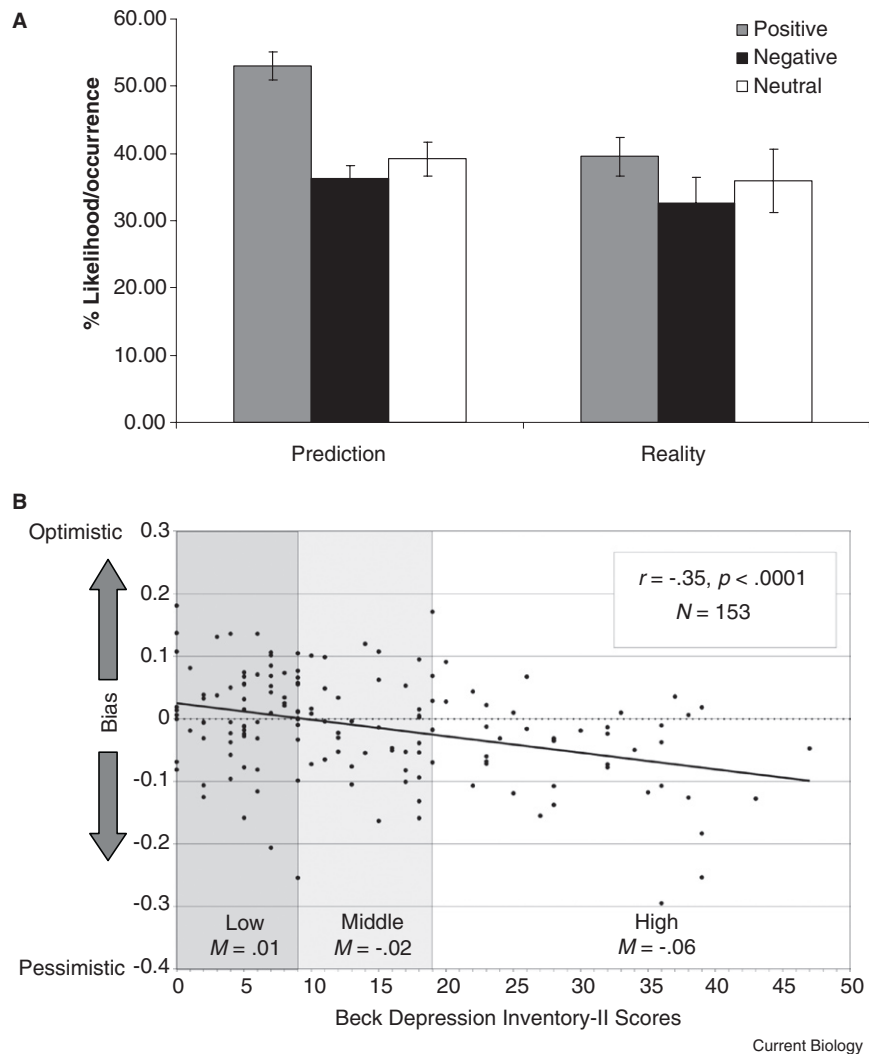 A
60.00
50.00
40.00
30.00
20.00
10.00
0.00
% Likelihood/occurrence
Positive
Negative
Neutral
Prediction
Reality
B
Optimistic
Bias
Pessimistic
0.3
0.2
0.1
0
-0.1
-0.2
-0.3
-0.4
r = -.35, p < .0001
N = 153
Low
M = .01
Middle
M = -.02
High
M = -.06
0 5 10 15 20 25 30 35 40 45 50
Beck Depression Inventory-II Scores
Current Biology